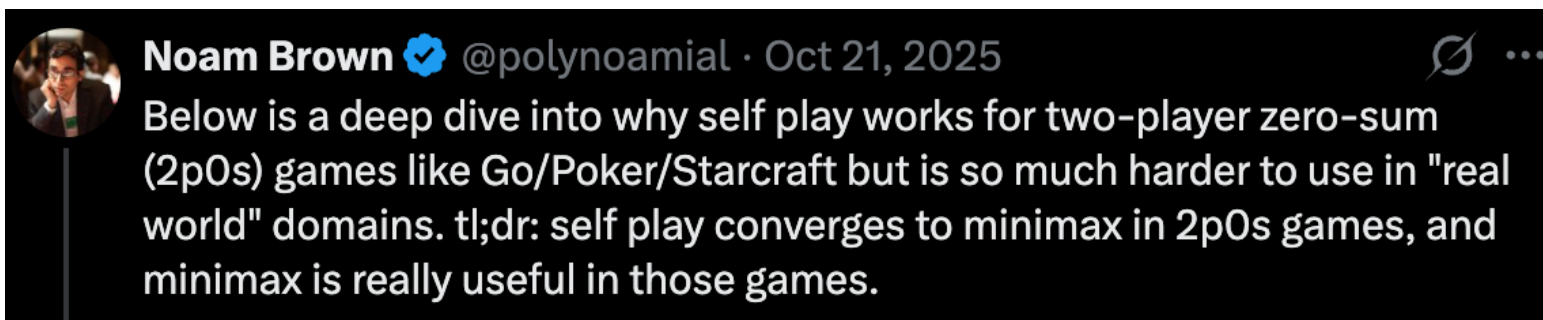 Noam Brown @polynoamial · Oct 21, 2025
Below is a deep dive into why self play works for two-player zero-sum
(2p0s) games like Go/Poker/Starcraft but is so much harder to use in "real
world" domains. tl;dr: self play converges to minimax in 2p0s games, and
minimax is really useful in those games.